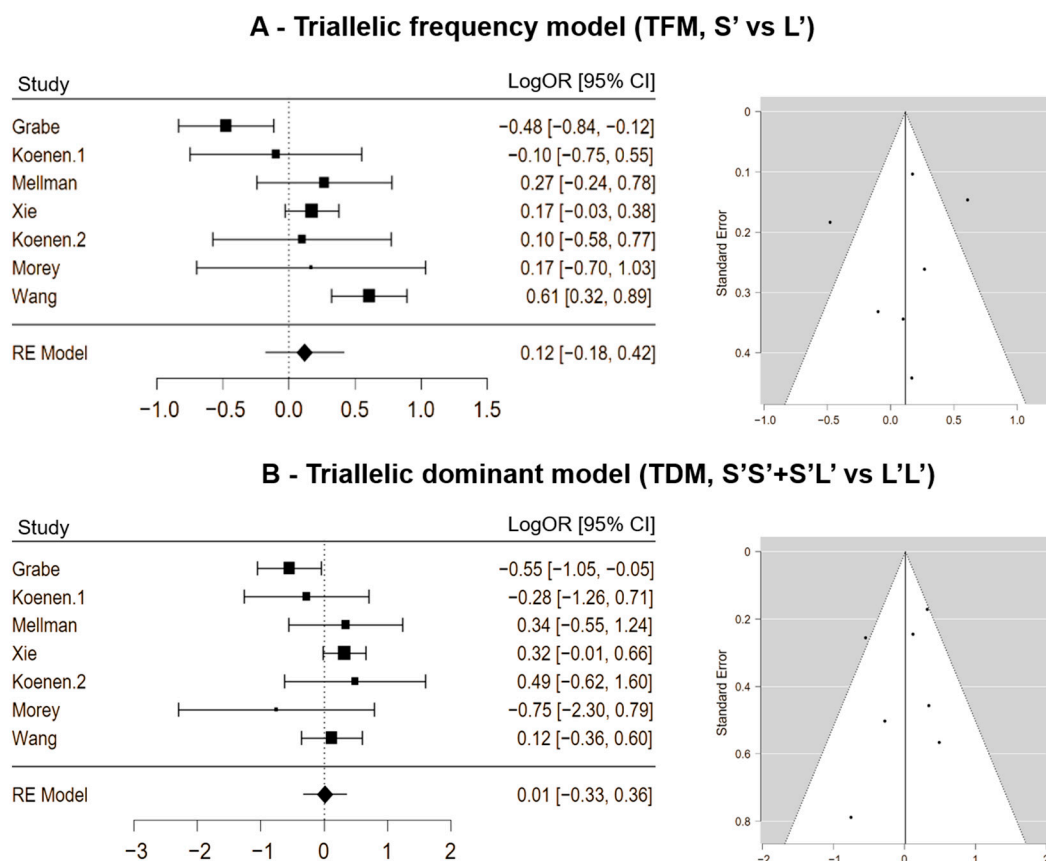 A - Triallelic frequency model (TFM, S’ vs L’)
Study LogOR [95% CI]
Grabe −0.48 [−0.84, −0.12]
Koenen.1 −0.10 [−0.75, 0.55]
Mellman 0.27 [−0.24, 0.78]
Xie 0.17 [−0.03, 0.38]
Koenen.2 0.10 [−0.58, 0.77]
Morey 0.17 [−0.70, 1.03]
Wang 0.61 [0.32, 0.89]
RE Model 0.12 [−0.18, 0.42]
−1.0 −0.5 0.0 0.5 1.0 1.5
Standard Error
0
0.1
0.2
0.3
0.4
−1.0 −0.5 0.0 0.5 1.0
B - Triallelic dominant model (TDM, S’S’+S’L’ vs L’L’)
Study LogOR [95% CI]
Grabe −0.55 [−1.05, −0.05]
Koenen.1 −0.28 [−1.26, 0.71]
Mellman 0.34 [−0.55, 1.24]
Xie 0.32 [−0.01, 0.66]
Koenen.2 0.49 [−0.62, 1.60]
Morey −0.75 [−2.30, 0.79]
Wang 0.12 [−0.36, 0.60]
RE Model 0.01 [−0.33, 0.36]
−3 −2 −1 0 1 2
Standard Error
0
0.2
0.4
0.6
0.8
−2 −1 0 1 2